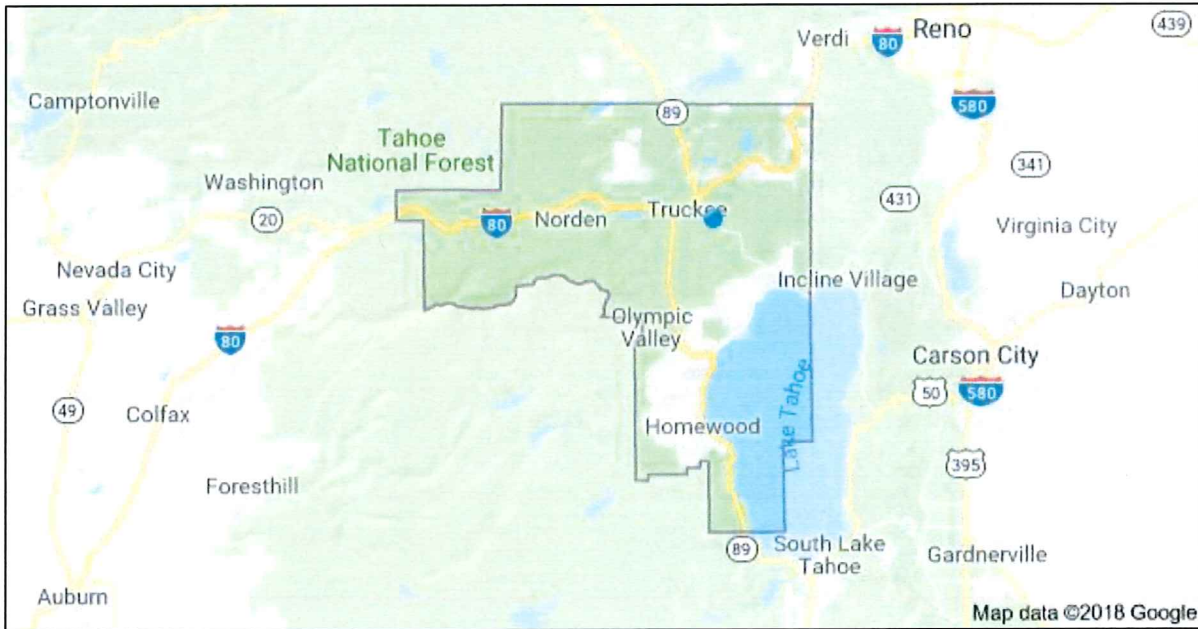 439
Verdi
80
Reno
Camptonville
89
580
Tahoe
National Forest
341
Washington
20
431
80
Norden
Truckee
Virginia City
Nevada City
Incline Village
Dayton
Grass Valley
Olympic
Valley
80
Carson City
50
580
49
Colfax
Lake Tahoe
Homewood
395
Foresthill
89
South Lake
Tahoe
Gardnerville
Auburn
Map data ©2018 Google